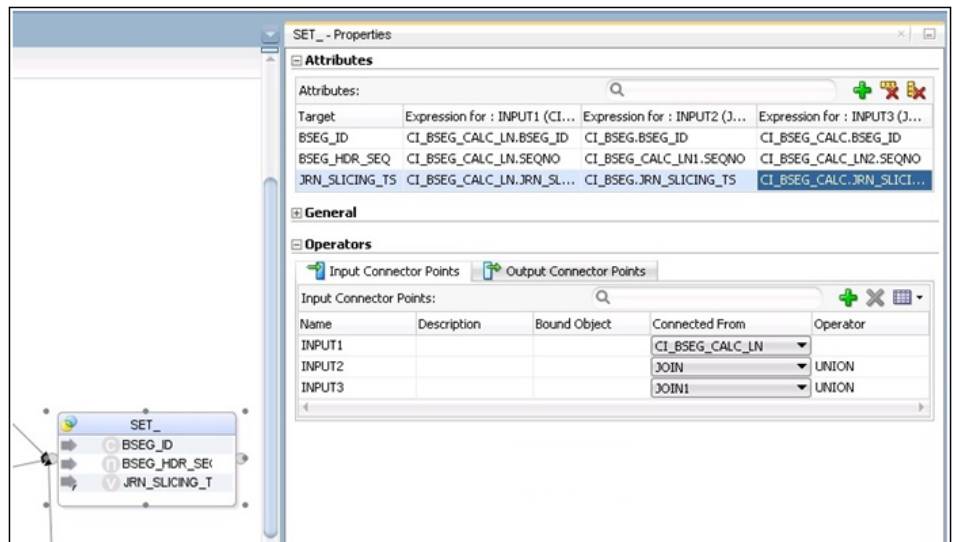 SET_ - Properties
Attributes
Attributes:
Target Expression for : INPUT1 (CI... Expression for : INPUT2 (J... Expression for : INPUT3 (J...
BSEG_ID CI_BSEG_CALC_LN.BSEG_ID CI_BSEG.BSEG_ID CI_BSEG_CALC.BSEG_ID
BSEG_HDR_SEQ CI_BSEG_CALC_LN.SEQNO CI_BSEG_CALC_LN1.SEQNO CI_BSEG_CALC_LN2.SEQNO
JRN_SLICING_TS CI_BSEG_CALC_LN.JRN_SL... CI_BSEG.JRN_SLICING_TS CI_BSEG_CALC.JRN_SLICI...
General
Operators
Input Connector Points Output Connector Points
Input Connector Points:
Name Description Bound Object Connected From Operator
INPUT1 CI_BSEG_CALC_LN
INPUT2 JOIN UNION
INPUT3 JOIN1 UNION
SET_
C BSEG_ID
n BSEG_HDR_SE(
V JRN_SLICING_T